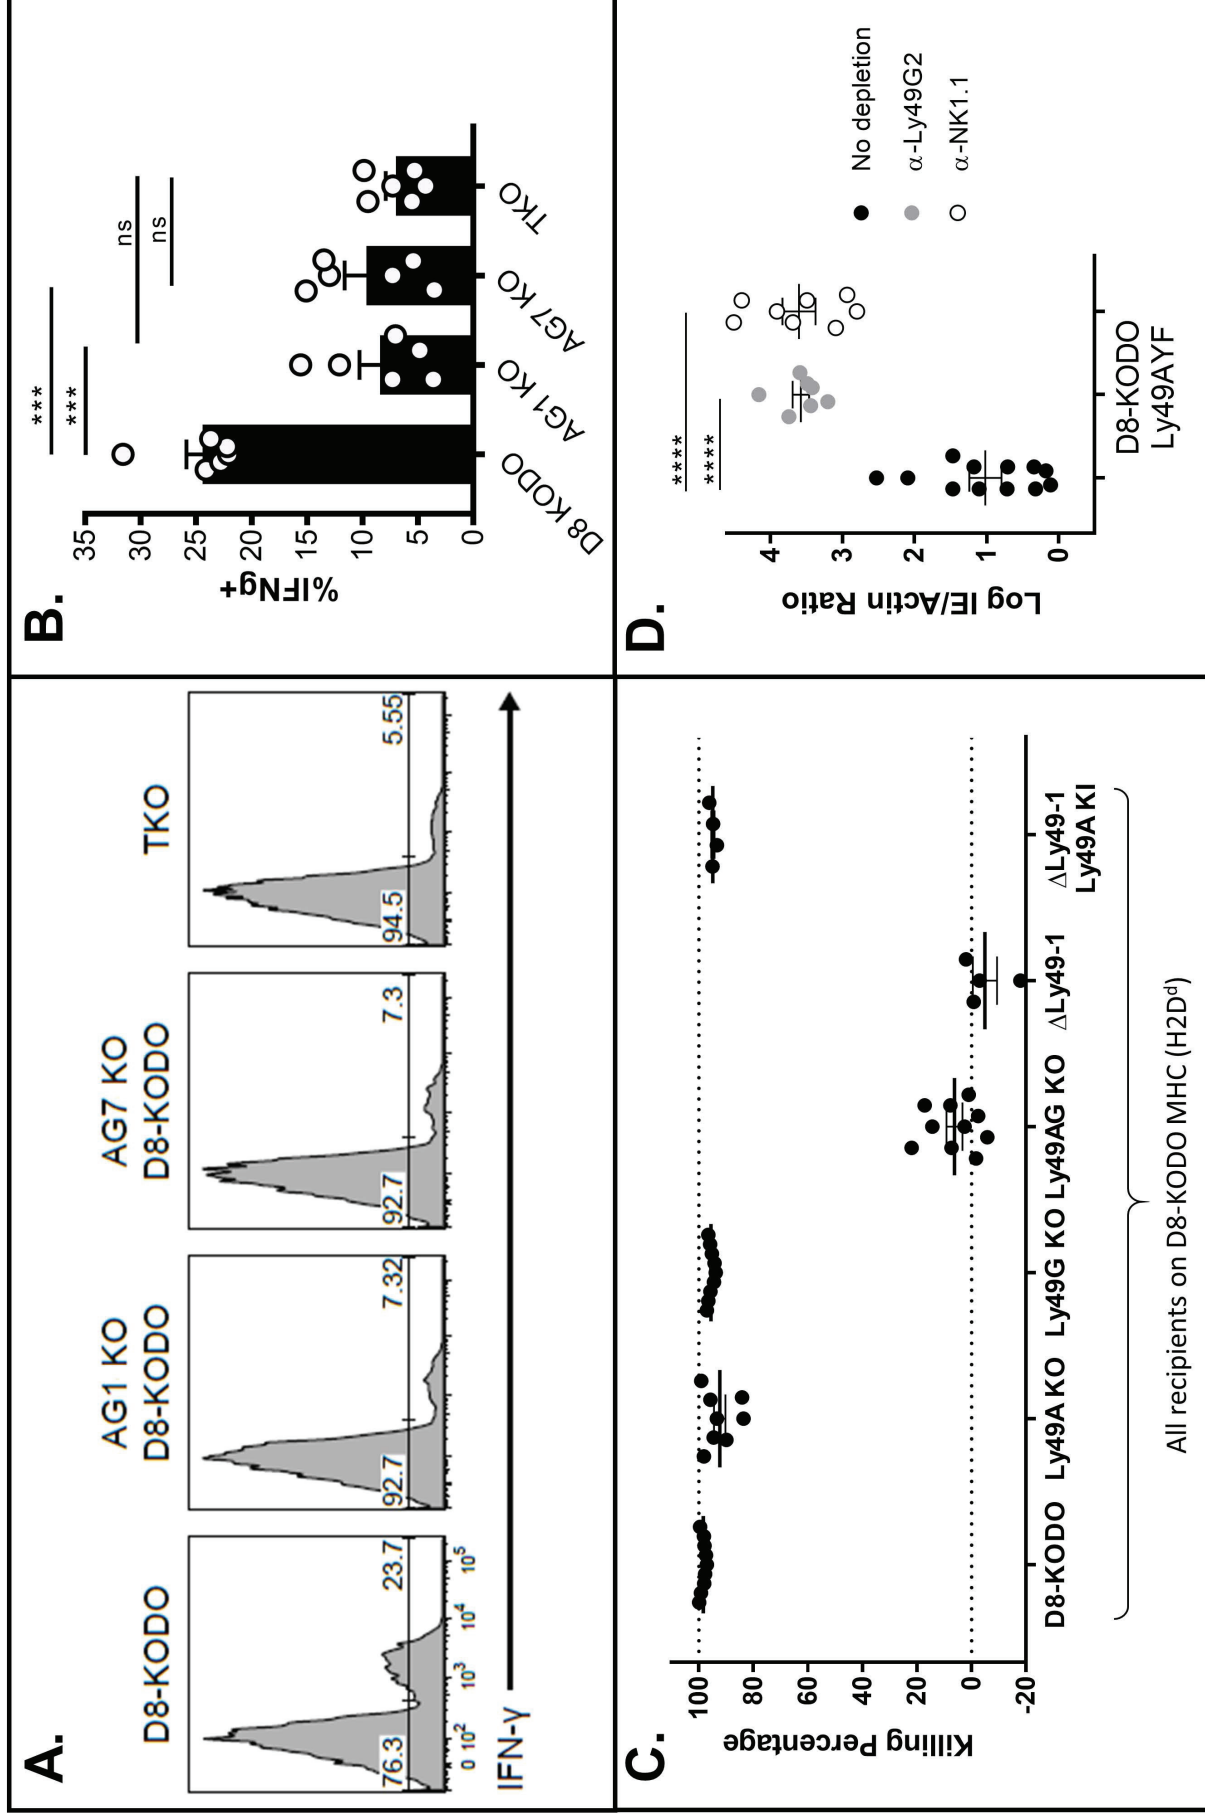 A.
D8-KODO
AG1 KO
D8-KODO
AG7 KO
D8-KODO
TKO
76.3
23.7
92.7
7.32
92.7
7.3
94.5
5.55
0 10² 10³ 10⁴ 10⁵
IFN-γ
B.
%IFNg+
35
30
25
20
15
10
5
0
***
***
ns
ns
D8 KODO
AG1 KO
AG7 KO
TKO
C.
Killing Percentage
100
80
60
40
20
0
-20
D8-KODO Ly49A KO Ly49G KO Ly49AG KO ΔLy49-1 ΔLy49-1
Ly49A KI
All recipients on D8-KODO MHC (H2Dᵈ)
D.
Log IE/Actin Ratio
4
3
2
1
0
****
****
D8-KODO
Ly49AYF
No depletion
α-Ly49G2
α-NK1.1